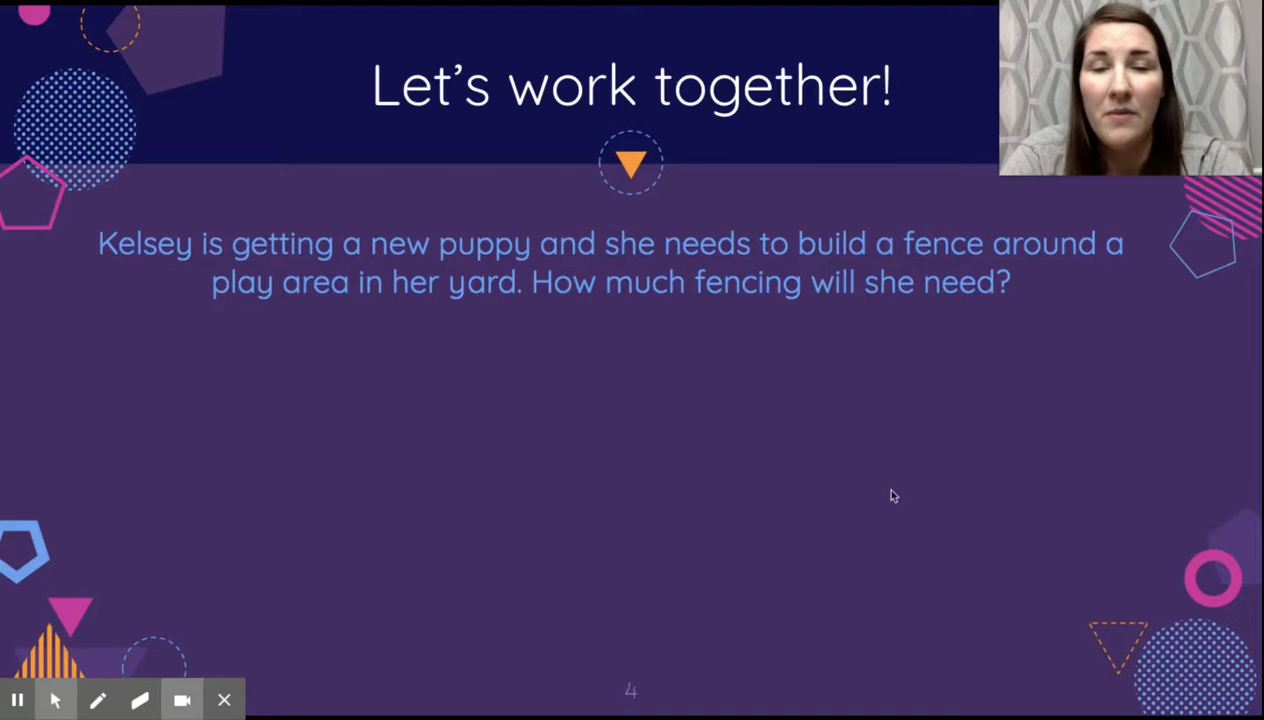 Let's work together!
Kelsey is getting a new puppy and she needs to build a fence around a
play area in her yard. How much fencing will she need?
4